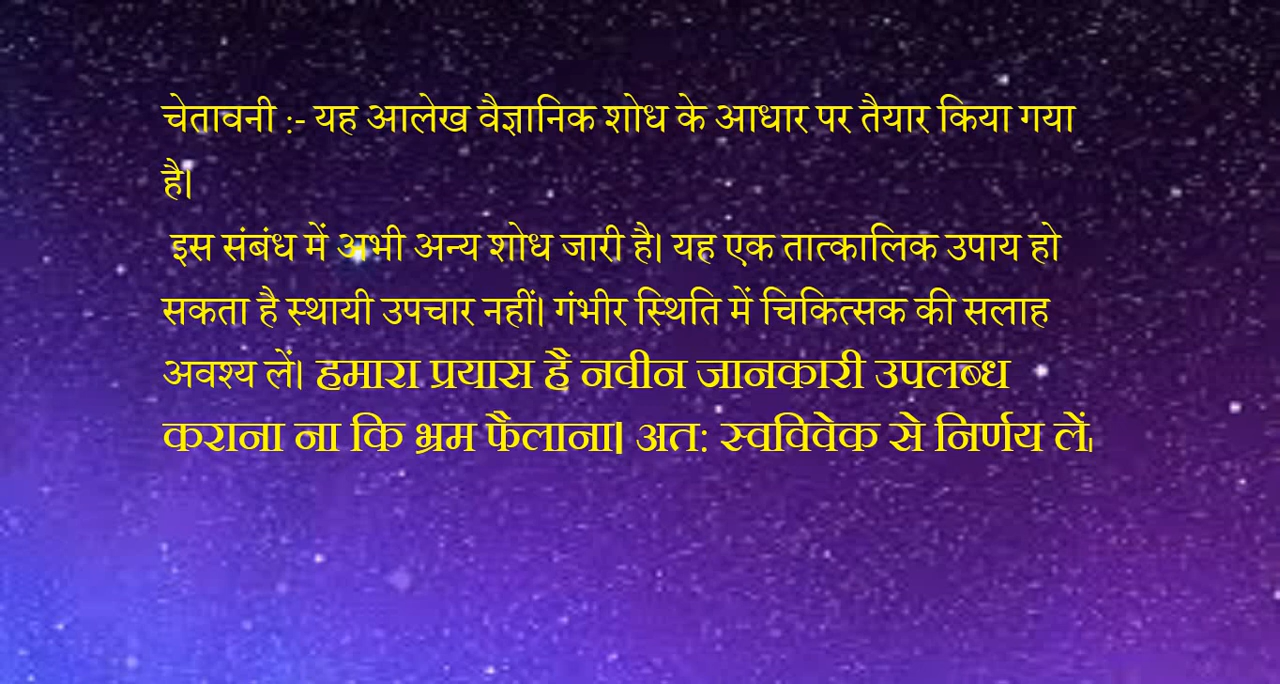 चेतावनी :- यह आलेख वैज्ञानिक शोध के आधार पर तैयार किया गया
है।
इस संबंध में अभी अन्य शोध जारी है। यह एक तात्कालिक उपाय हो
सकता है स्थायी उपचार नहीं। गंभीर स्थिति में चिकित्सक की सलाह
अवश्य लें। हमारा प्रयास है नवीन जानकारी उपलब्ध
कराना ना कि भ्रम फैलाना। अत: स्वविवेक से निर्णय लें।